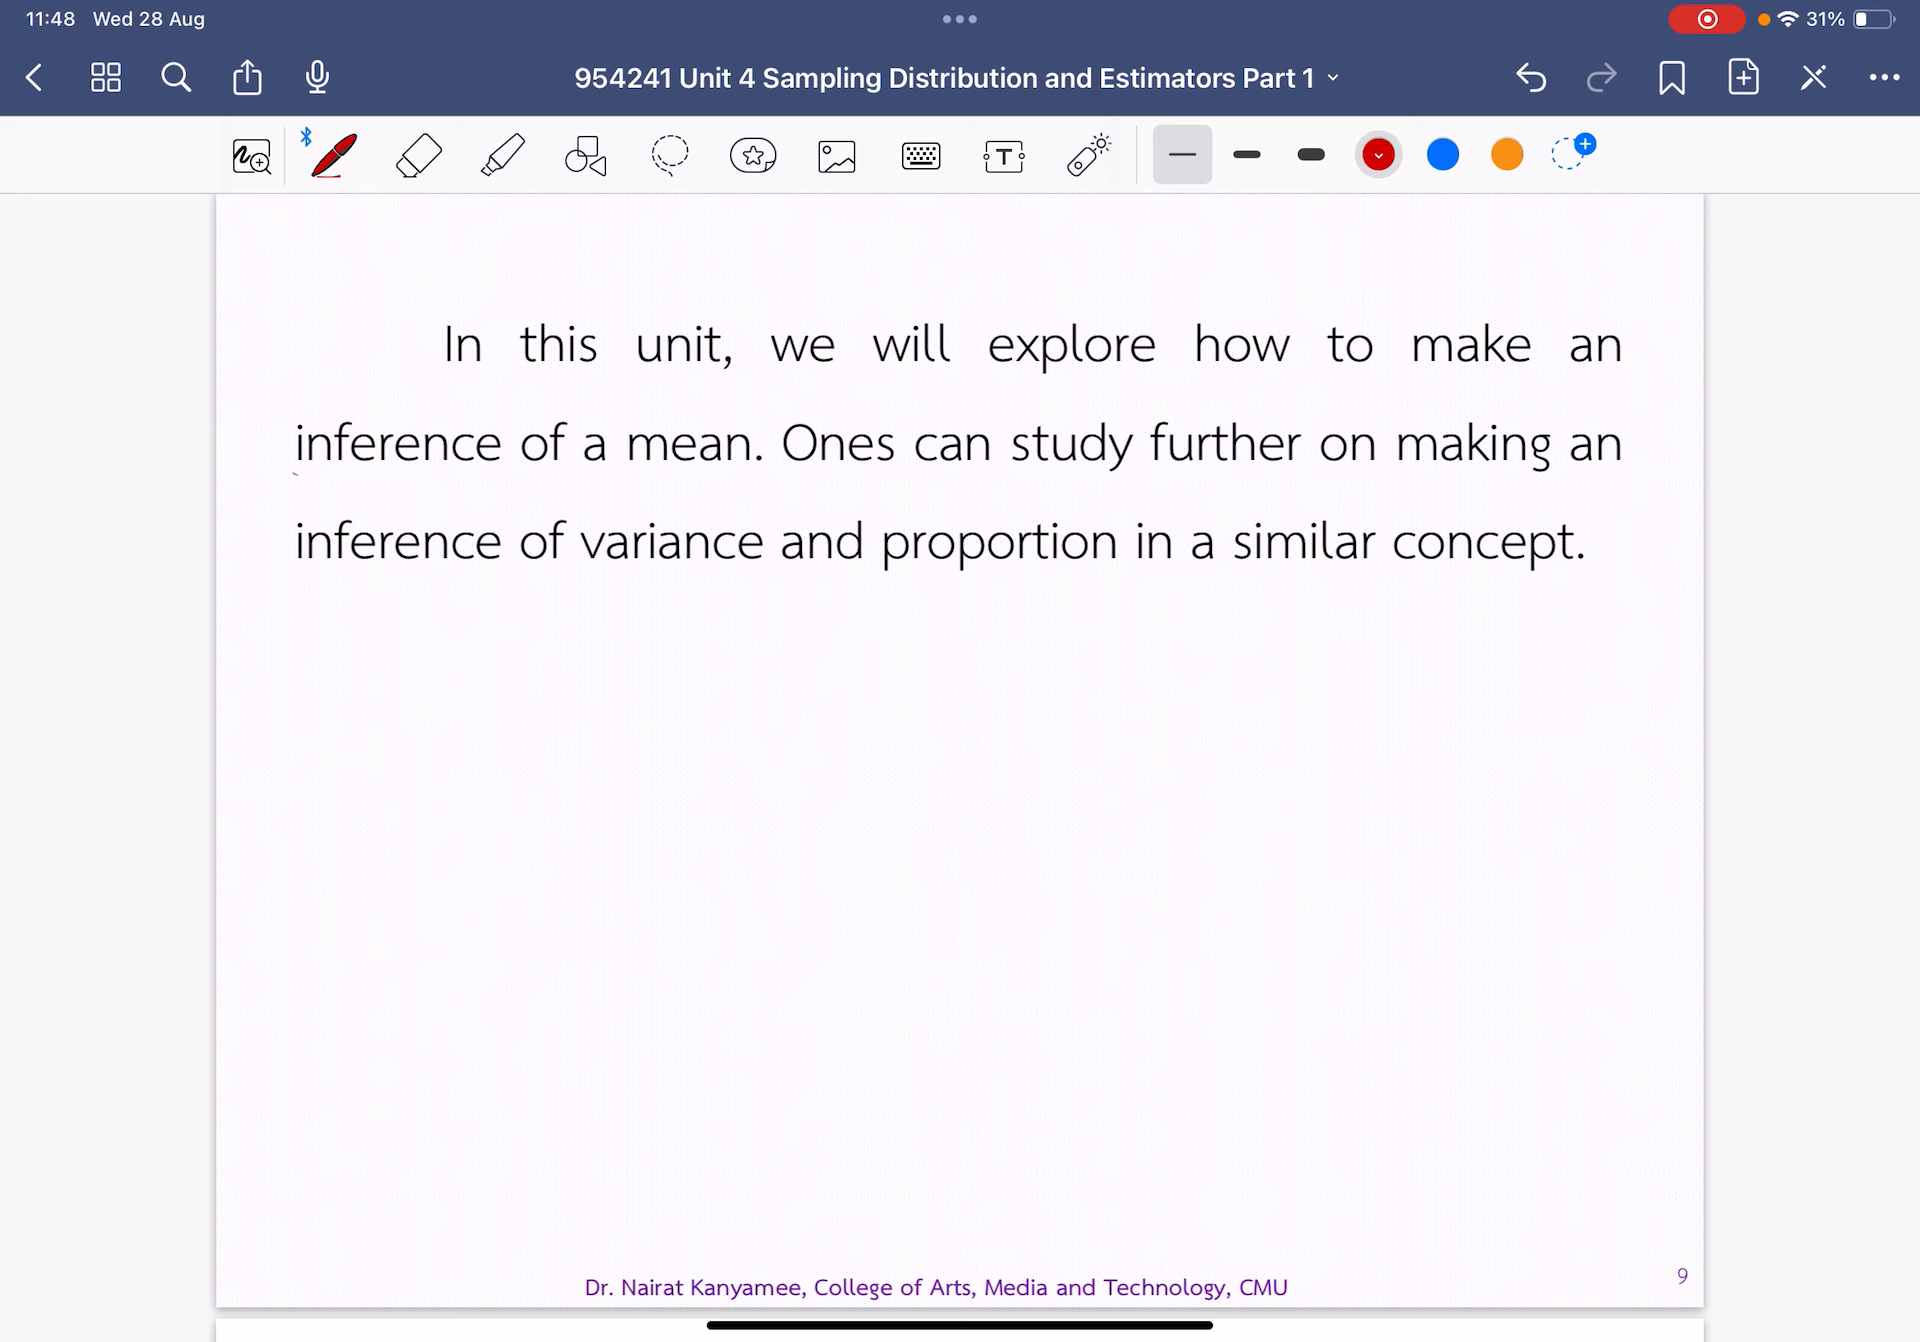 11:48 Wed 28 Aug
31%
954241 Unit 4 Sampling Distribution and Estimators Part 1
T
In this unit, we will explore how to make an
inference of a mean. Ones can study further on making an
inference of variance and proportion in a similar concept.
Dr. Nairat Kanyamee, College of Arts, Media and Technology, CMU
9